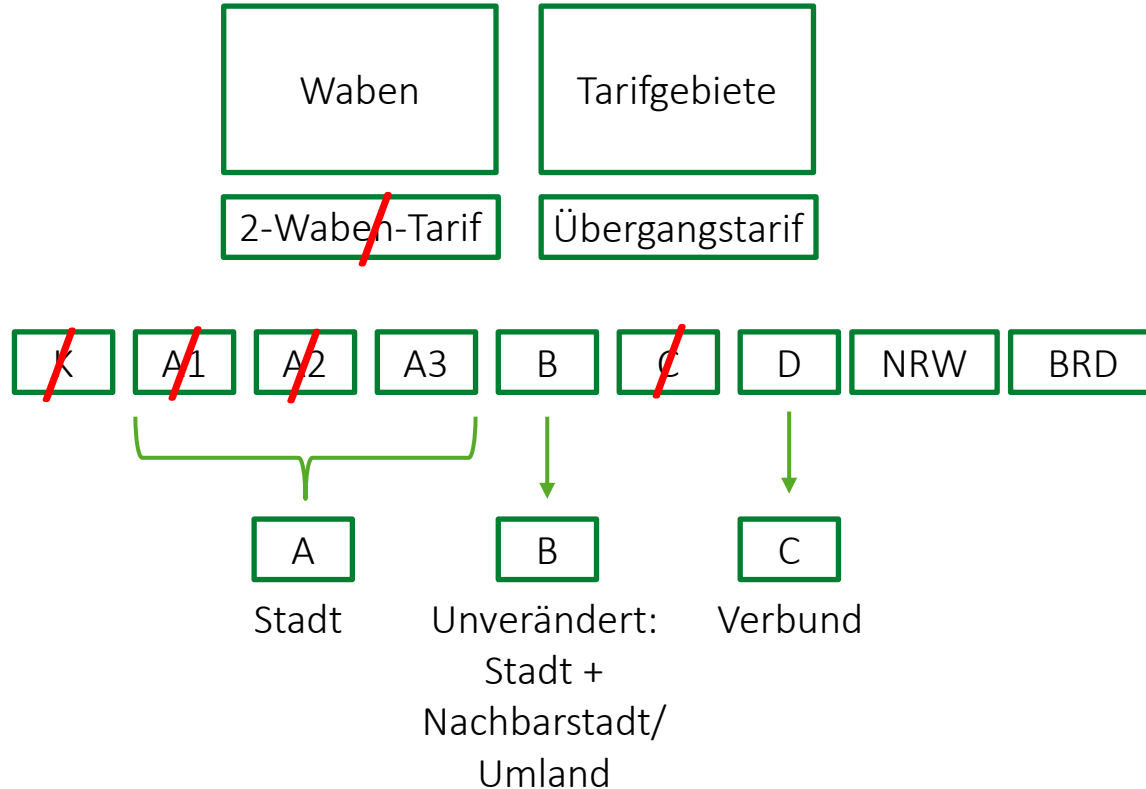 Waben Tarifgebiete
2-Waben-Tarif Übergangstarif
K A1 A2 A3 B C D NRW BRD
A B C
Stadt Unverändert: Verbund
Stadt +
Nachbarstadt/
Umland